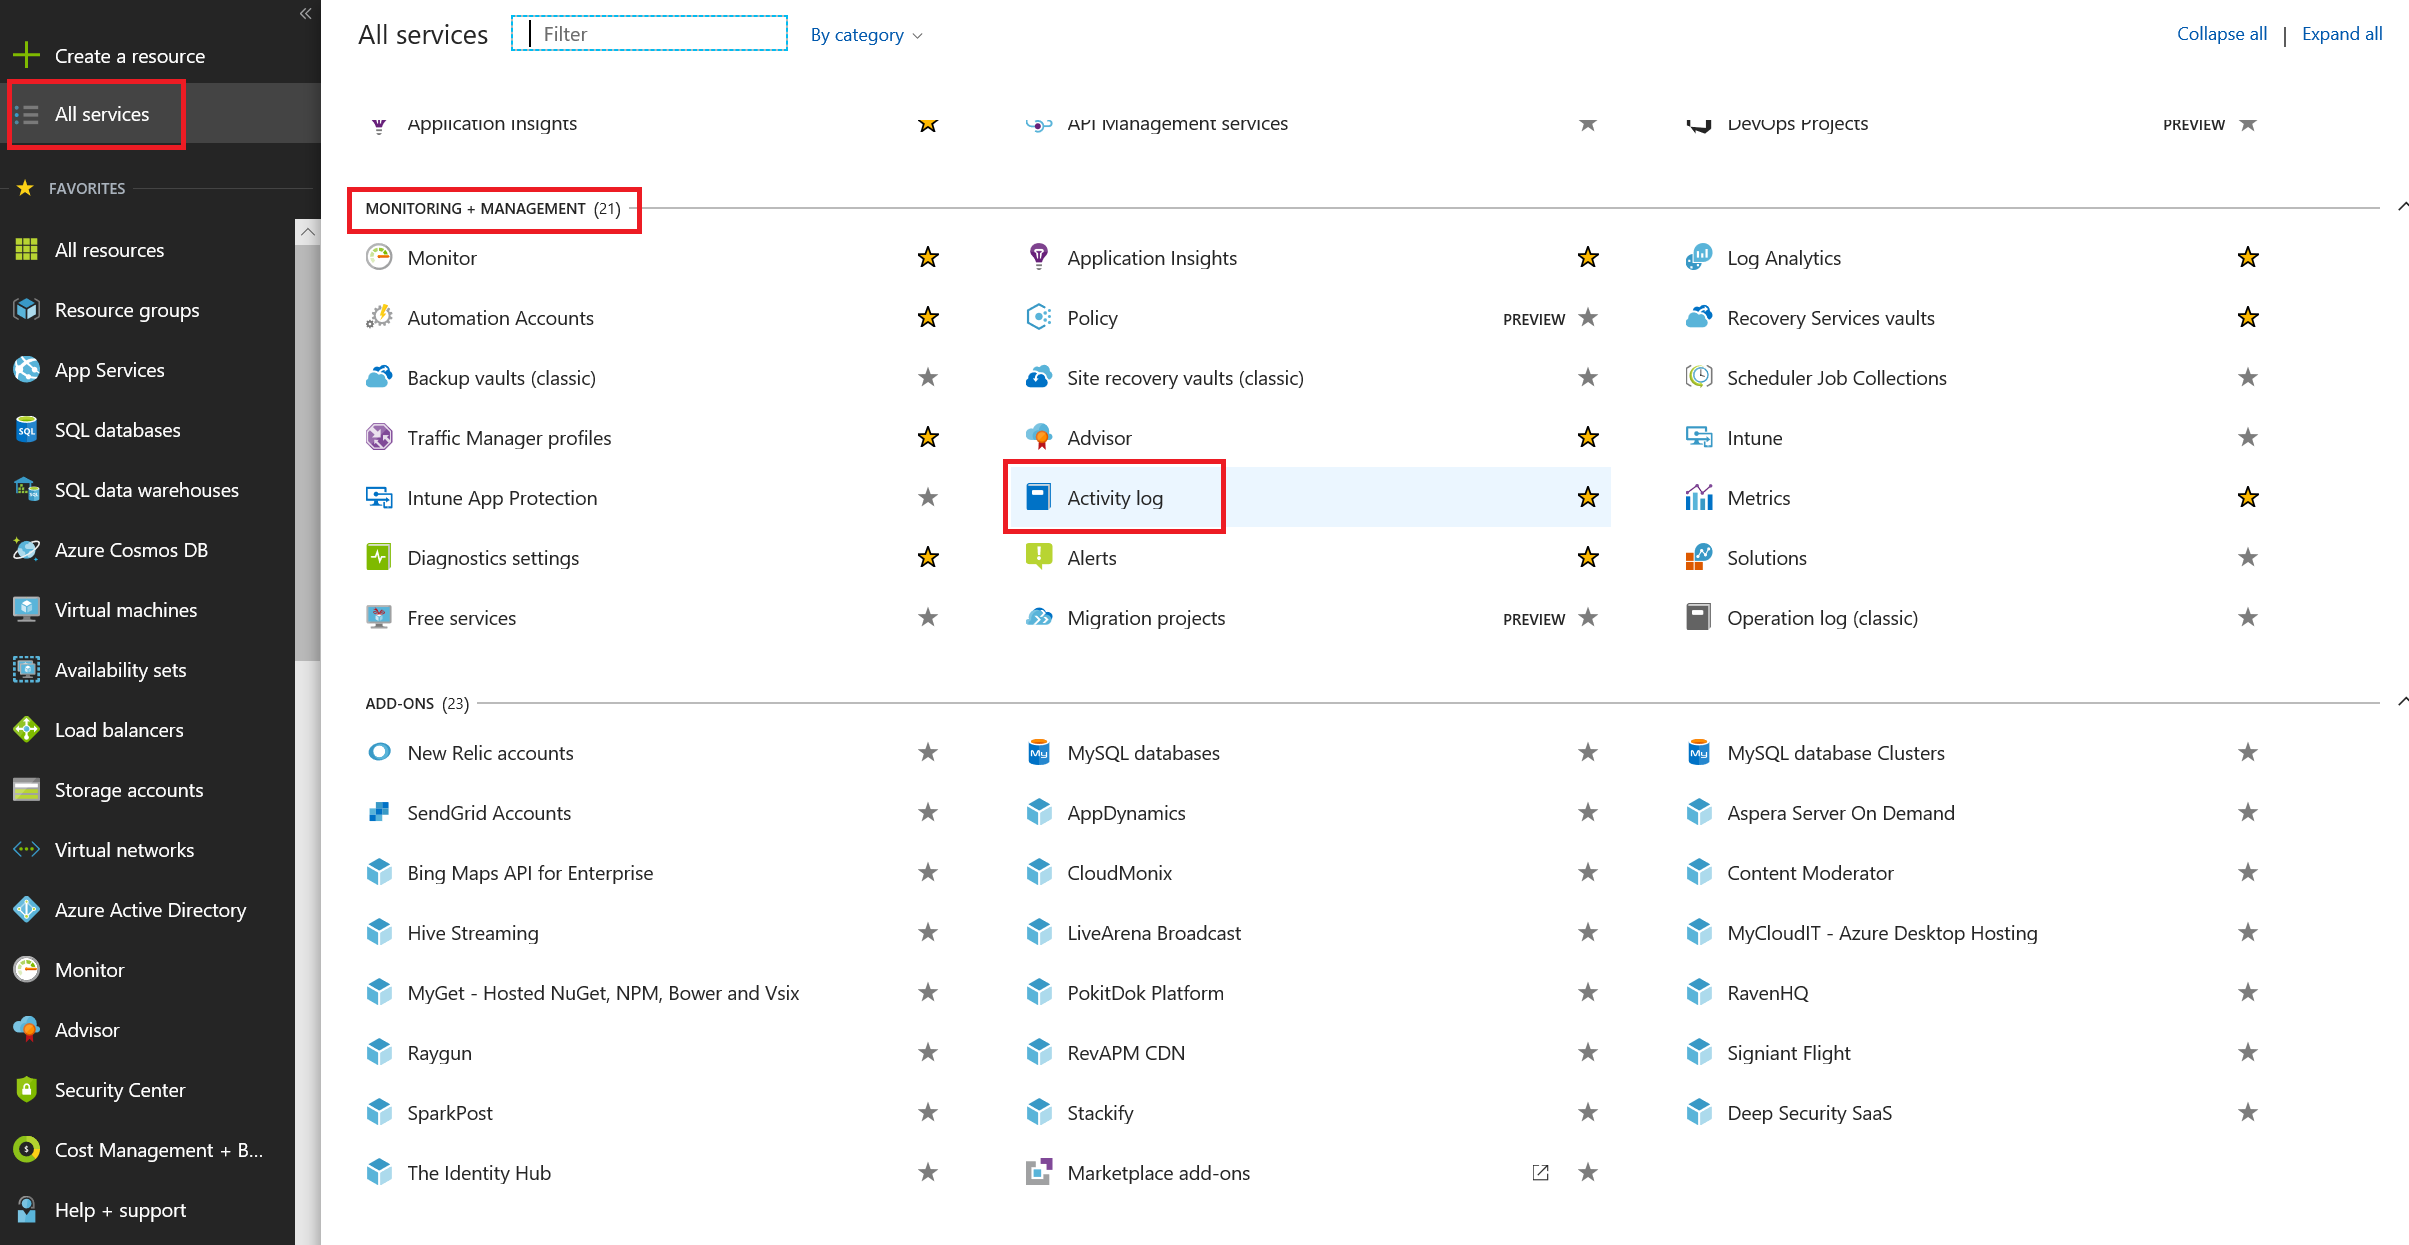 Create a resource
All services
FAVORITES
All resources
Resource groups
App Services
SQL databases
SQL data warehouses
Azure Cosmos DB
Virtual machines
Availability sets
Load balancers
Storage accounts
Virtual networks
Azure Active Directory
Monitor
Advisor
Security Center
Cost Management + B...
Help + support
All services
Filter
By category
Collapse all | Expand all
Application Insights
API Management services
DevOps Projects PREVIEW
MONITORING + MANAGEMENT (21)
Monitor
Application Insights
Log Analytics
Automation Accounts
Policy PREVIEW
Recovery Services vaults
Backup vaults (classic)
Site recovery vaults (classic)
Scheduler Job Collections
Traffic Manager profiles
Advisor
Intune
Intune App Protection
Activity log
Metrics
Diagnostics settings
Alerts
Solutions
Free services
Migration projects PREVIEW
Operation log (classic)
ADD-ONS (23)
New Relic accounts
MySQL databases
MySQL database Clusters
SendGrid Accounts
AppDynamics
Aspera Server On Demand
Bing Maps API for Enterprise
CloudMonix
Content Moderator
Hive Streaming
LiveArena Broadcast
MyCloudIT - Azure Desktop Hosting
MyGet - Hosted NuGet, NPM, Bower and Vsix
PokitDok Platform
RavenHQ
Raygun
RevAPM CDN
Signiant Flight
SparkPost
Stackify
Deep Security SaaS
The Identity Hub
Marketplace add-ons